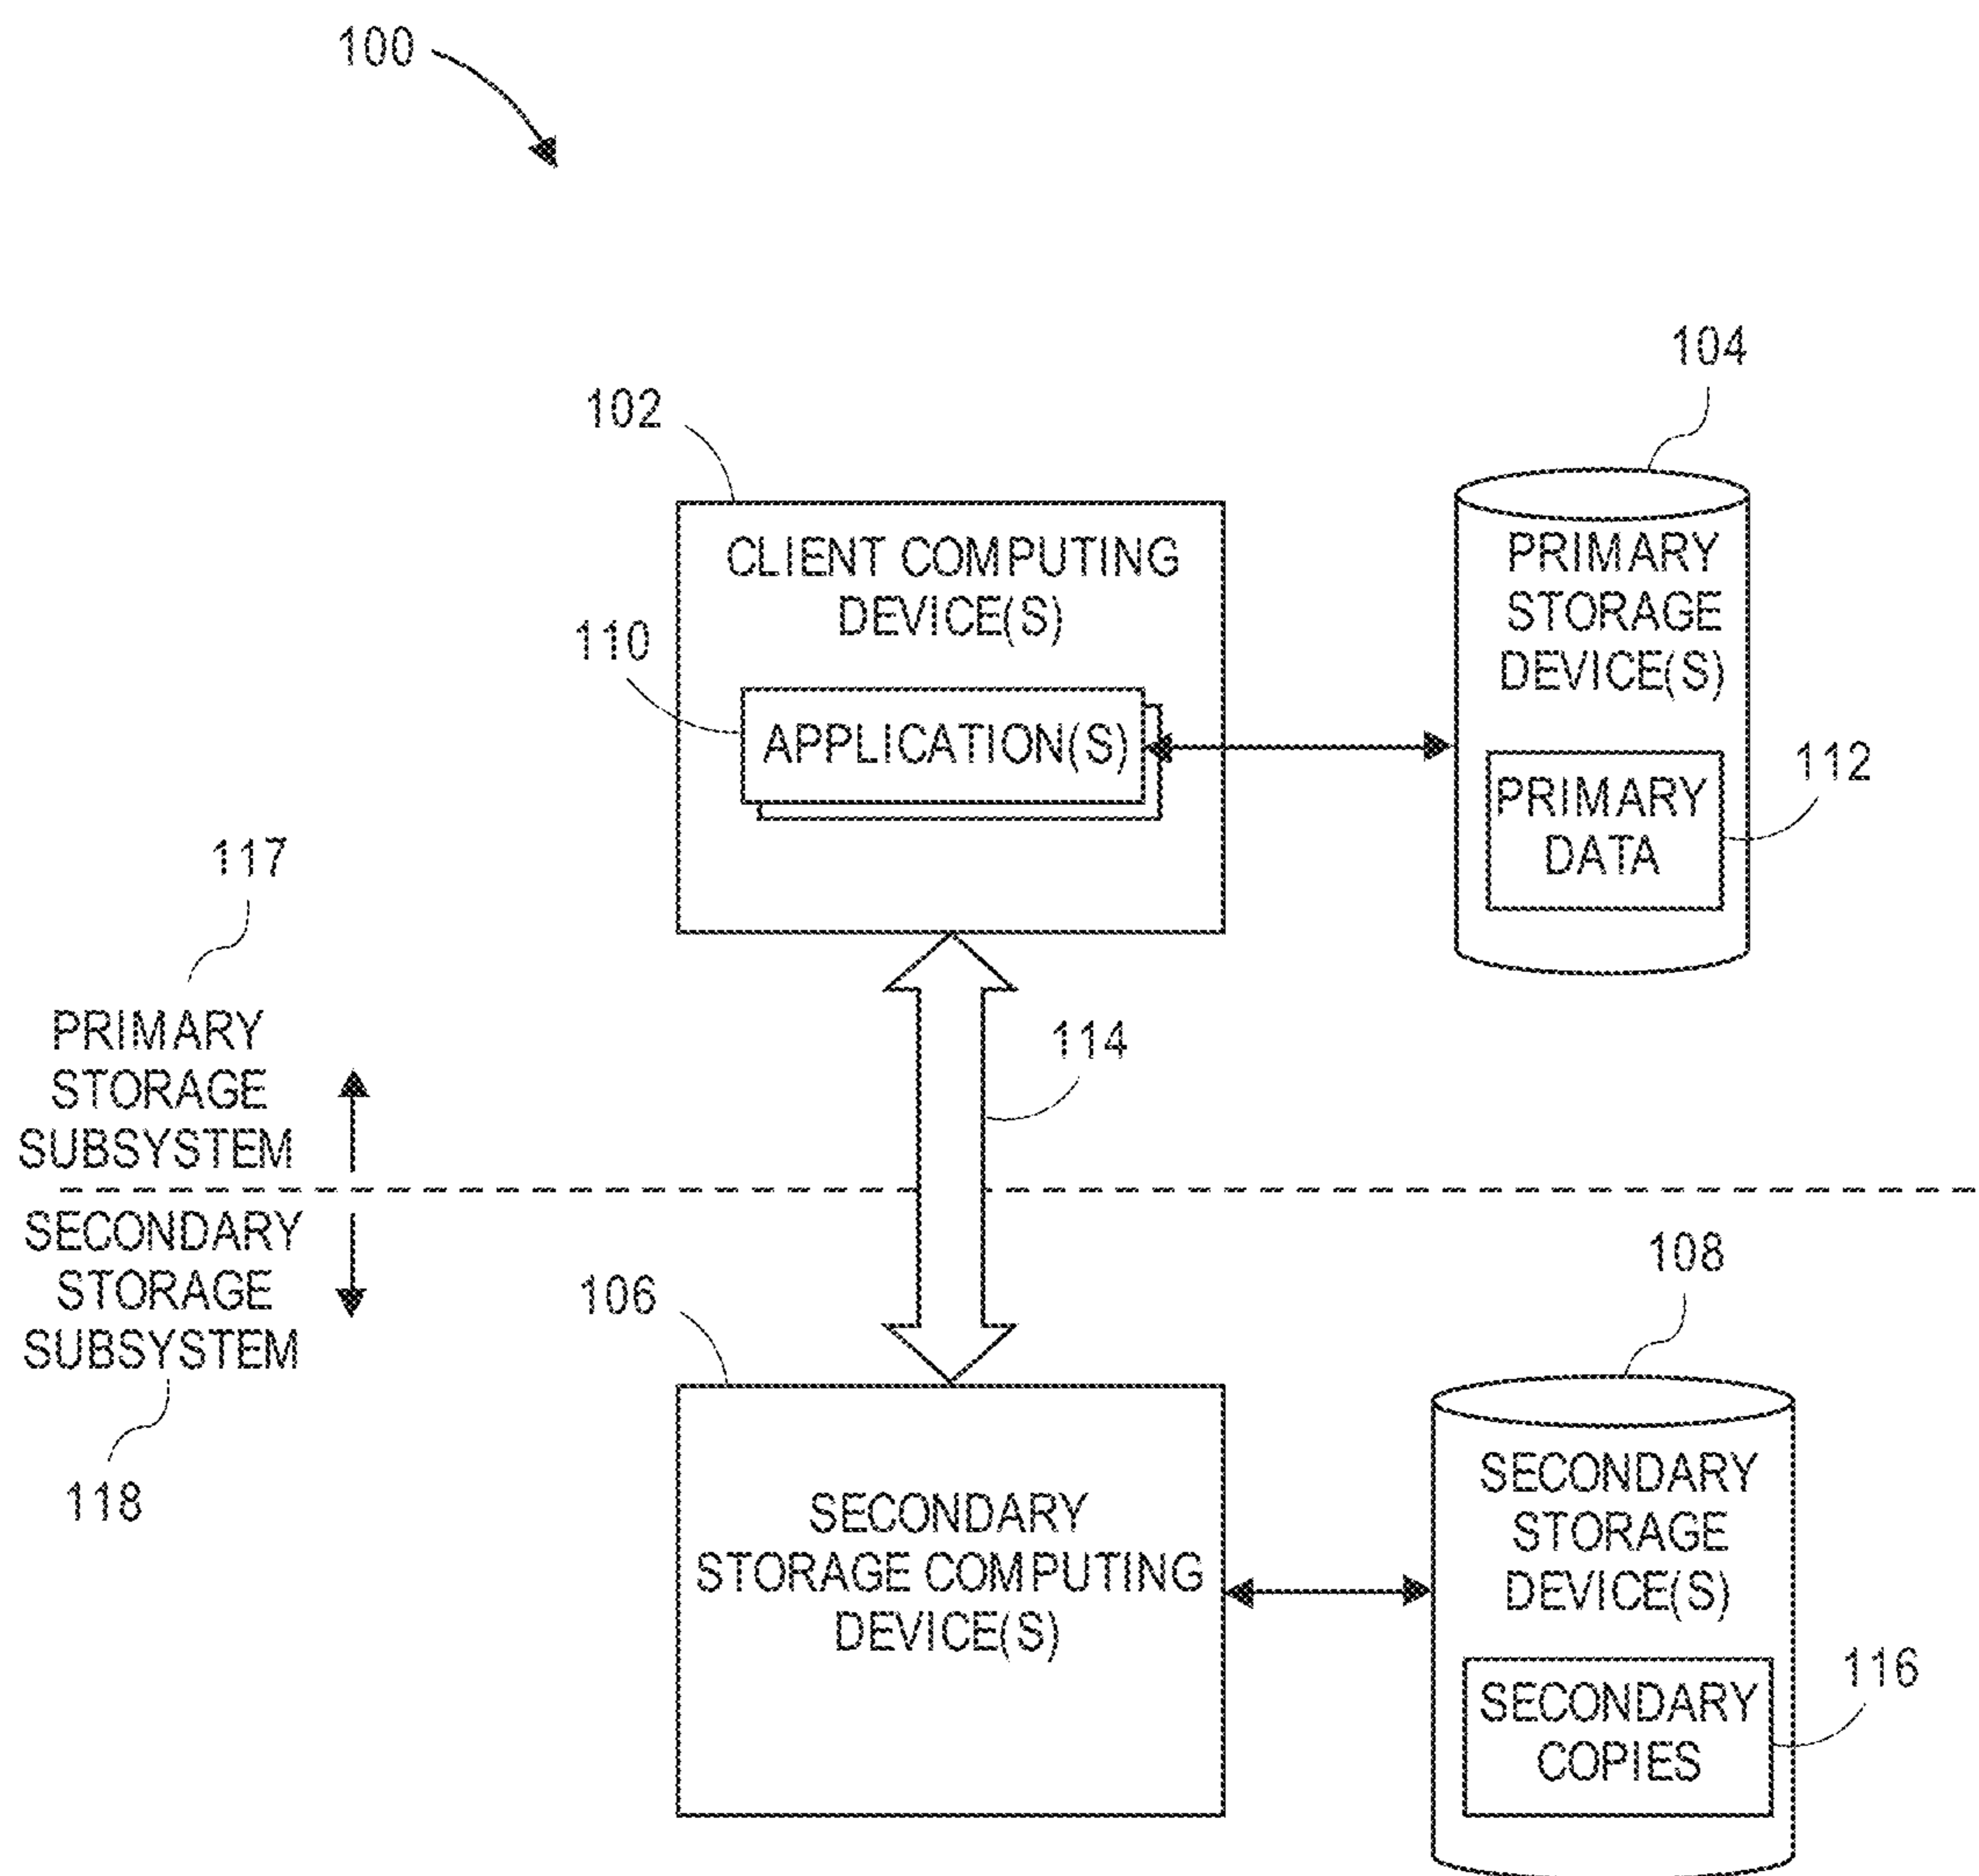 100
104
102
CLIENT COMPUTING
DEVICE(S)
110
APPLICATION(S)
PRIMARY
STORAGE
DEVICE(S)
112
PRIMARY
DATA
117
PRIMARY
STORAGE
SUBSYSTEM
114
SECONDARY
STORAGE
SUBSYSTEM
118
106
SECONDARY
STORAGE COMPUTING
DEVICE(S)
108
SECONDARY
STORAGE
DEVICE(S)
116
SECONDARY
COPIES